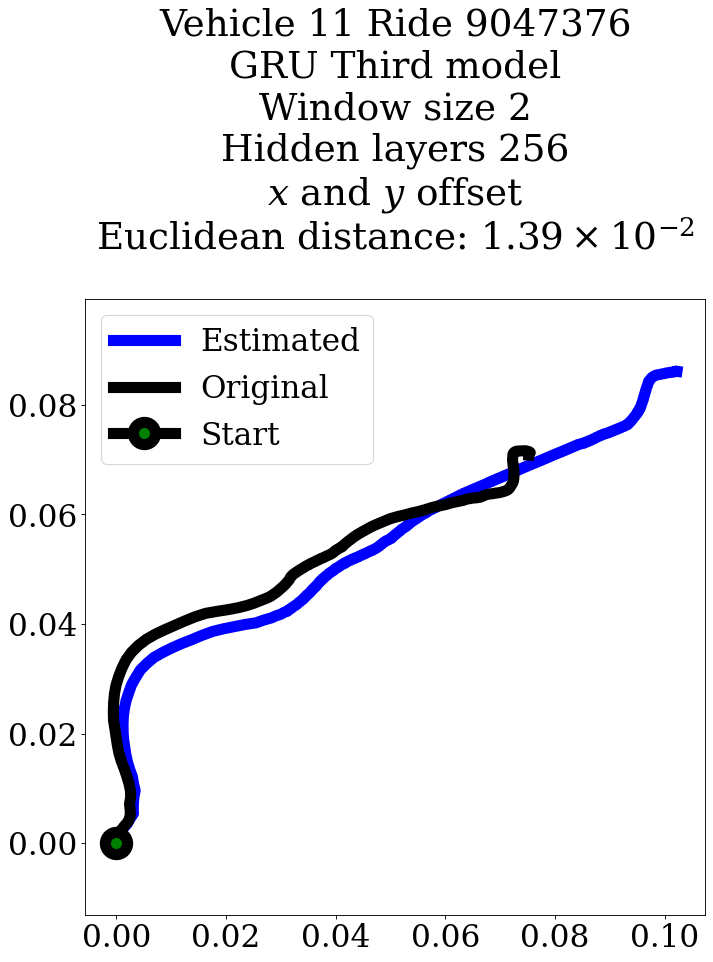 Vehicle 11 Ride 9047376
GRU Third model
Window size 2
Hidden layers 256
x and y offset
Euclidean distance: 1.39 × 10⁻²
Estimated
Original
Start
0.08
0.06
0.04
0.02
0.00
0.00 0.02 0.04 0.06 0.08 0.10